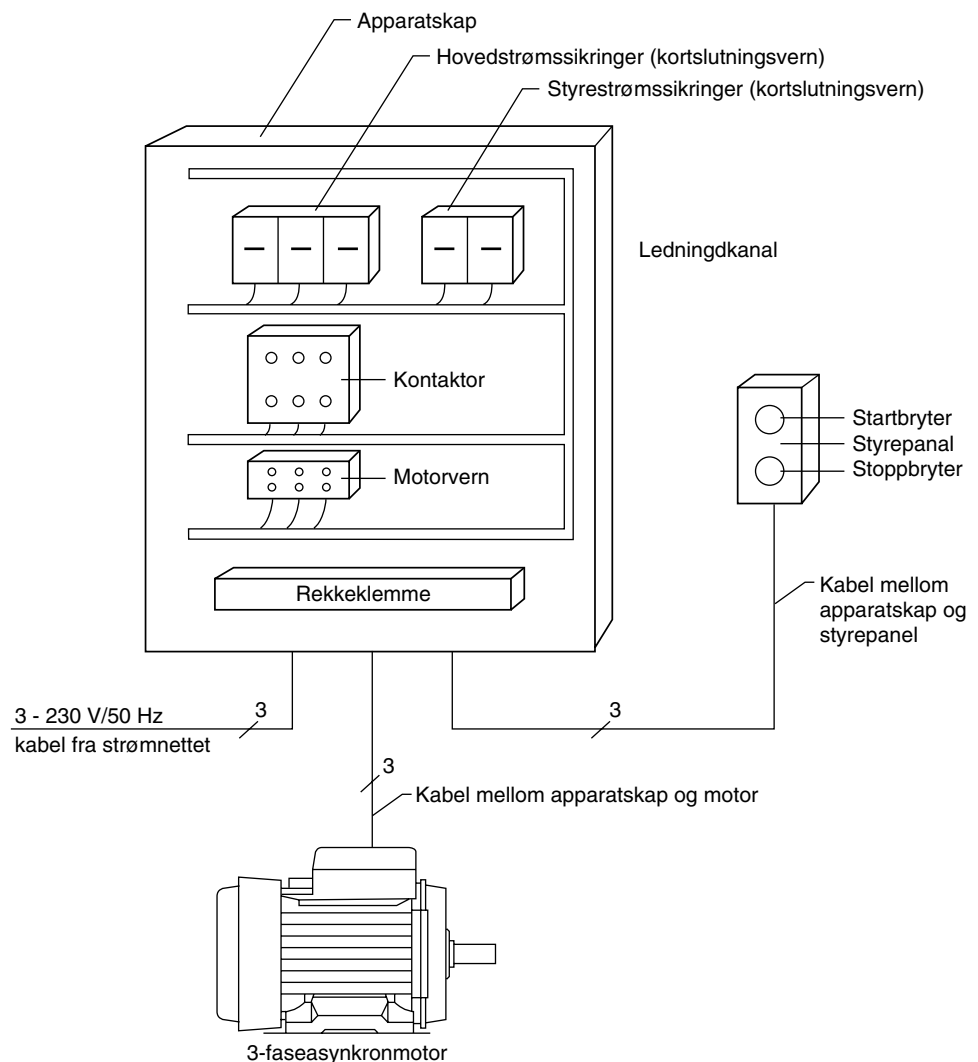 Apparatskap
Hovedstrømssikringer (kortslutningsvern)
Styrestrømssikringer (kortslutningsvern)
Ledningdkanal
Kontaktor
Startbryter
Styrepanal
Stoppbryter
Motorvern
Rekkeklemme
Kabel mellom
apparatskap og
styrepanel
3 - 230 V/50 Hz
3
3
kabel fra strømnettet
3
Kabel mellom apparatskap og motor
3-faseasynkronmotor